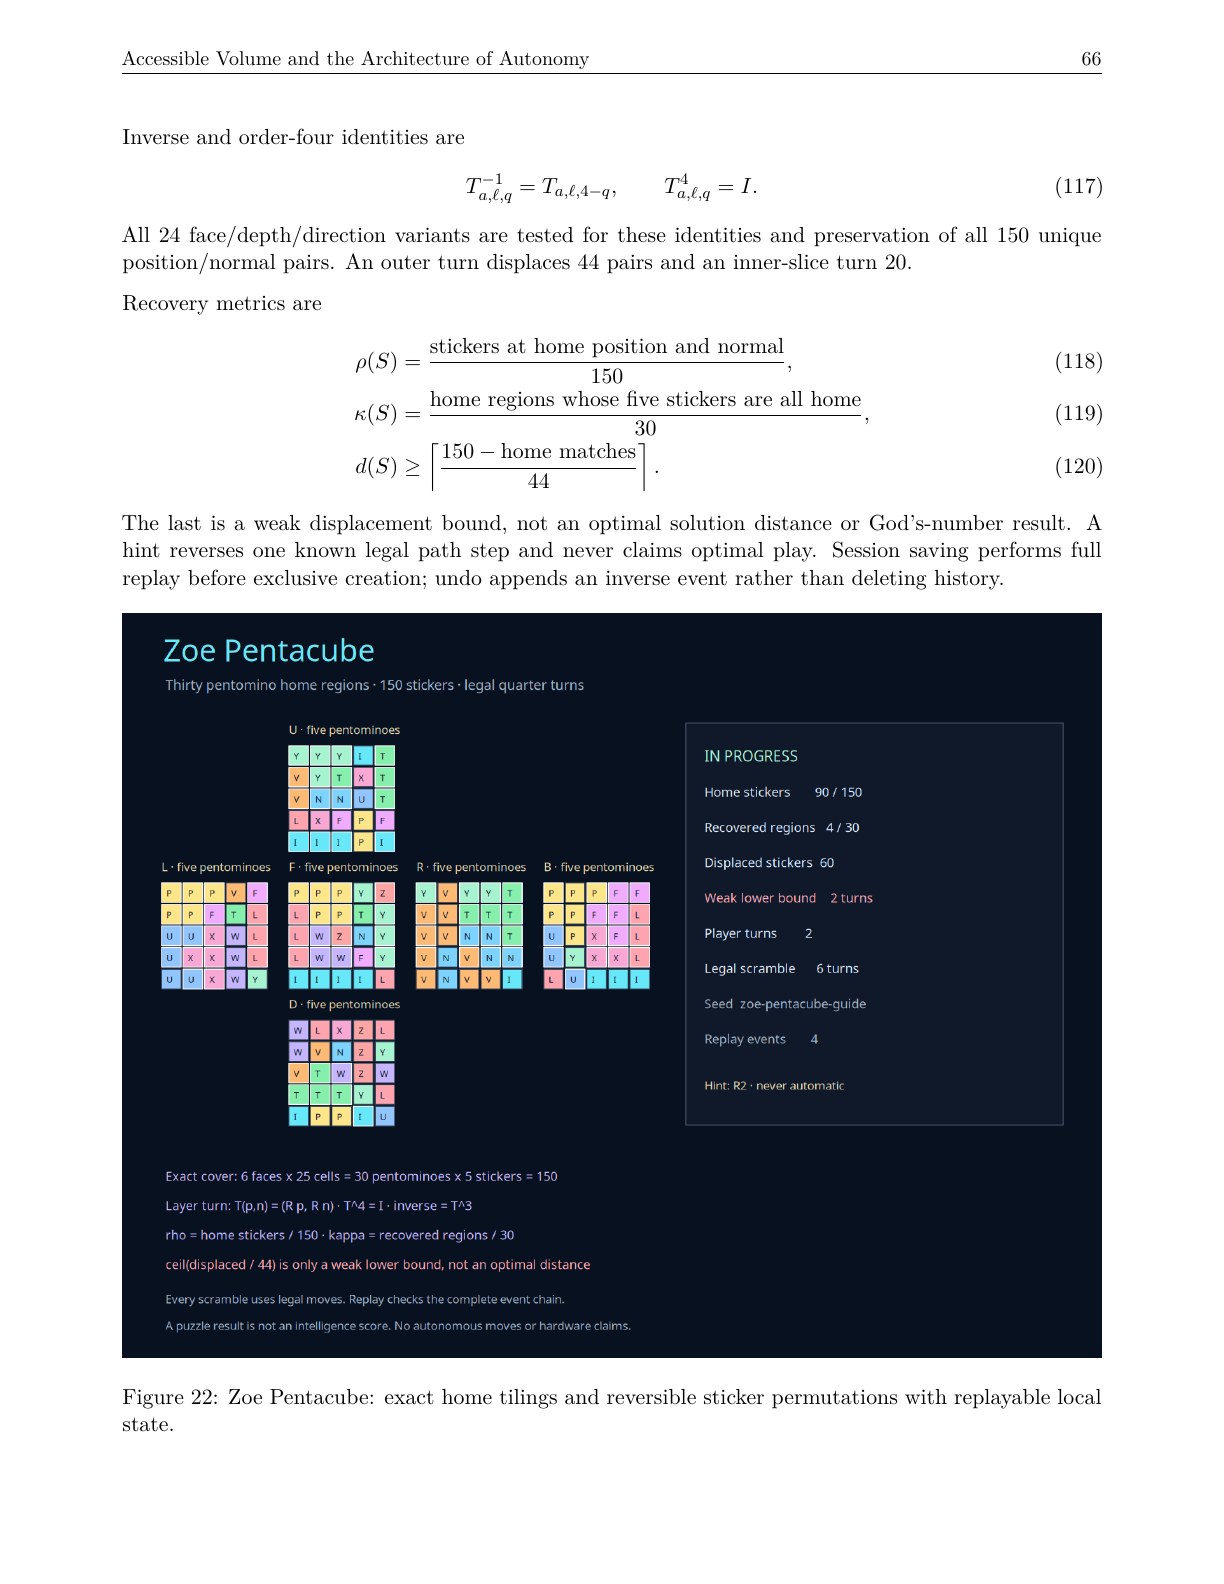 Accessible Volume and the Architecture of Autonomy 66
Inverse and order-four identities are
T_{a,ℓ,q}^{-1} = T_{a,ℓ,4−q}, T_{a,ℓ,q}^4 = I. (117)
All 24 face/depth/direction variants are tested for these identities and preservation of all 150 unique
position/normal pairs. An outer turn displaces 44 pairs and an inner-slice turn 20.
Recovery metrics are
ρ(S) = stickers at home position and normal / 150, (118)
κ(S) = home regions whose five stickers are all home / 30, (119)
d(S) ≥ ⌈(150 − home matches) / 44⌉. (120)
The last is a weak displacement bound, not an optimal solution distance or God's-number result. A
hint reverses one known legal path step and never claims optimal play. Session saving performs full
replay before exclusive creation; undo appends an inverse event rather than deleting history.
Zoe Pentacube
Thirty pentomino home regions · 150 stickers · legal quarter turns
U · five pentominoes
Y Y Y I T
V Y T X T
V N N U T
L X F P F
I I I P I
L · five pentominoes
P P P V F
P P F T L
U U X W L
U X X W L
U U X W Y
F · five pentominoes
P P P Y Z
L P P T Y
L W Z N Y
L W W F Y
I I I I L
R · five pentominoes
Y V Y Y T
V V T T T
V V N N T
V N V N N
V N V V I
B · five pentominoes
P P P F F
P P F F L
U P X F L
U Y X X L
L U I I I
D · five pentominoes
W L X Z L
W V N Z Y
V T W Z W
T T T Y L
I P P I U
IN PROGRESS
Home stickers 90 / 150
Recovered regions 4 / 30
Displaced stickers 60
Weak lower bound 2 turns
Player turns 2
Legal scramble 6 turns
Seed zoe-pentacube-guide
Replay events 4
Hint: R2 · never automatic
Exact cover: 6 faces x 25 cells = 30 pentominoes x 5 stickers = 150
Layer turn: T(p,n) = (R p, R n) · T^4 = I · inverse = T^3
rho = home stickers / 150 · kappa = recovered regions / 30
ceil(displaced / 44) is only a weak lower bound, not an optimal distance
Every scramble uses legal moves. Replay checks the complete event chain.
A puzzle result is not an intelligence score. No autonomous moves or hardware claims.
Figure 22: Zoe Pentacube: exact home tilings and reversible sticker permutations with replayable local
state.